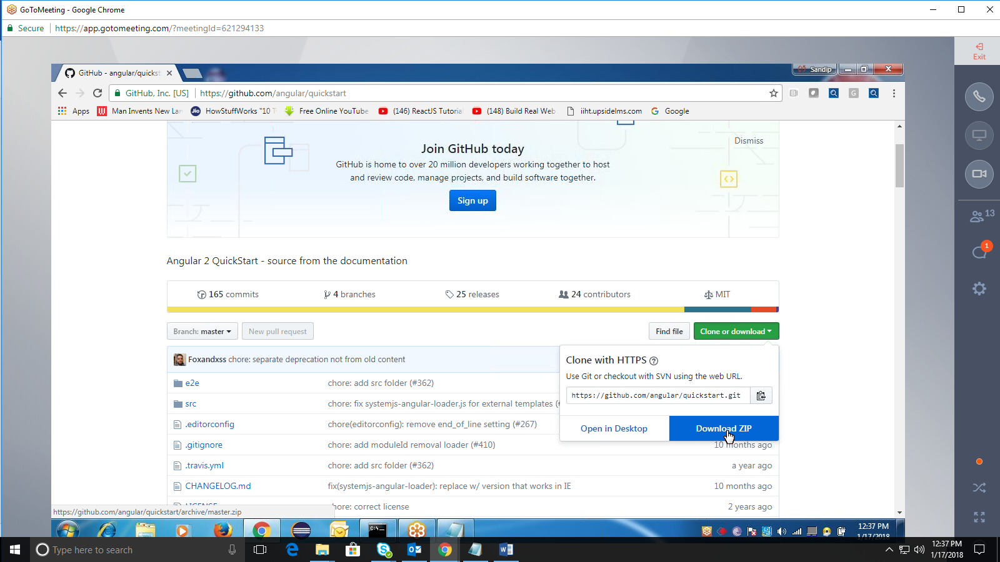 GoToMeeting - Google Chrome
Secure https://app.gotomeeting.com/?meetingId=621294133
Exit
GitHub - angular/quickst
Sandip
GitHub, Inc. [US] https://github.com/angular/quickstart
Apps Man Invents New Lan HowStuffWorks "10 T Free Online YouTube (146) ReactJS Tutoria (148) Build Real Web iiht.upsidelms.com Google
Dismiss
Join GitHub today
GitHub is home to over 20 million developers working together to host
and review code, manage projects, and build software together.
Sign up
13
1
Angular 2 QuickStart - source from the documentation
165 commits 4 branches 25 releases 24 contributors MIT
Branch: master New pull request Find file Clone or download
Foxandxss chore: separate deprecation not from old content
Clone with HTTPS
Use Git or checkout with SVN using the web URL.
https://github.com/angular/quickstart.git
Open in Desktop Download ZIP
e2e chore: add src folder (#362)
src chore: fix systemjs-angular-loader.js for external templates (#
.editorconfig chore(editorconfig): remove end_of_line setting (#267)
.gitignore chore: add moduleId removal loader (#410) 10 months ago
.travis.yml chore: add src folder (#362) a year ago
CHANGELOG.md fix(systemjs-angular-loader): replace w/ version that works in IE 10 months ago
LICENSE chore: correct license 2 years ago
https://github.com/angular/quickstart/archive/master.zip
12:37 PM
1/17/2018
Type here to search
12:37 PM
1/17/2018